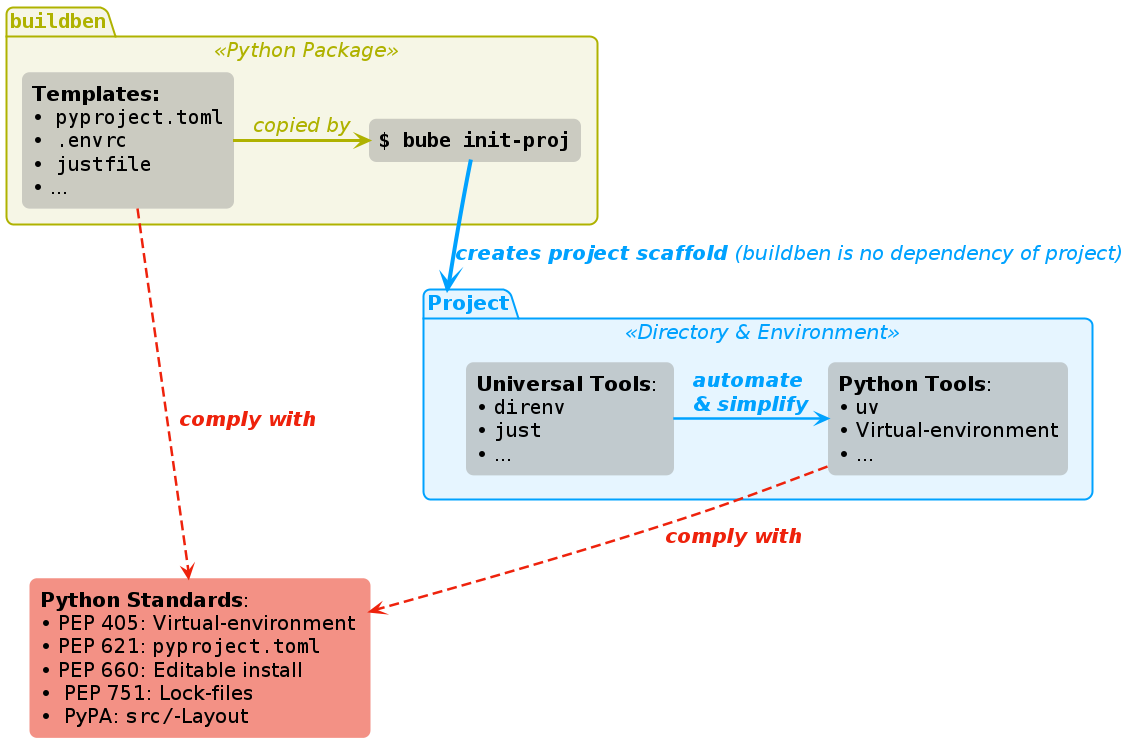 buildben
«Python Package»
Templates:
• pyproject.toml
• .envrc
• justfile
• ...
copied by
$ bube init-proj
creates project scaffold (buildben is no dependency of project)
Project
«Directory & Environment»
Universal Tools:
• direnv
• just
• ...
automate
& simplify
Python Tools:
• uv
• Virtual-environment
• ...
comply with
comply with
Python Standards:
• PEP 405: Virtual-environment
• PEP 621: pyproject.toml
• PEP 660: Editable install
• PEP 751: Lock-files
• PyPA: src/-Layout